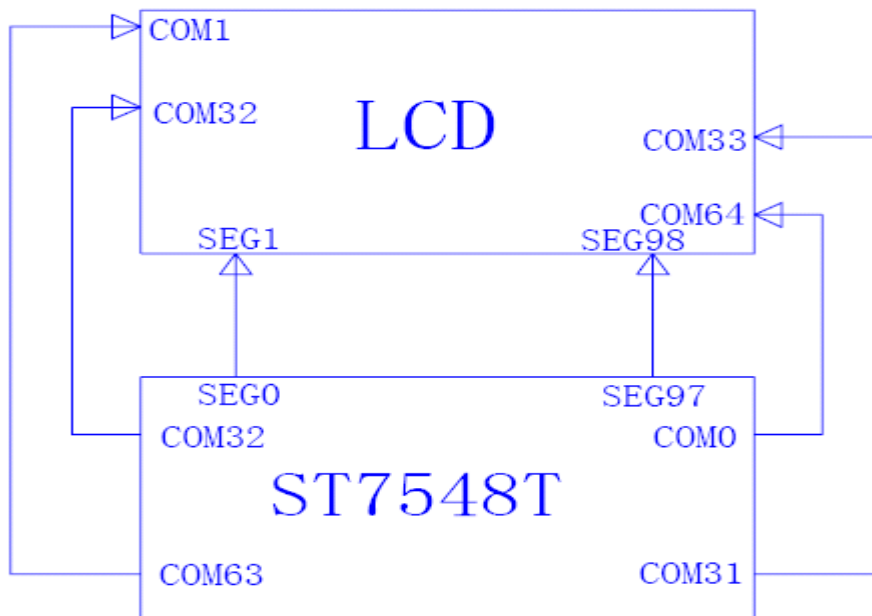 COM1
COM32
LCD
COM33
COM64
SEG1
SEG98
SEG0
SEG97
COM32
COM0
ST7548T
COM63
COM31